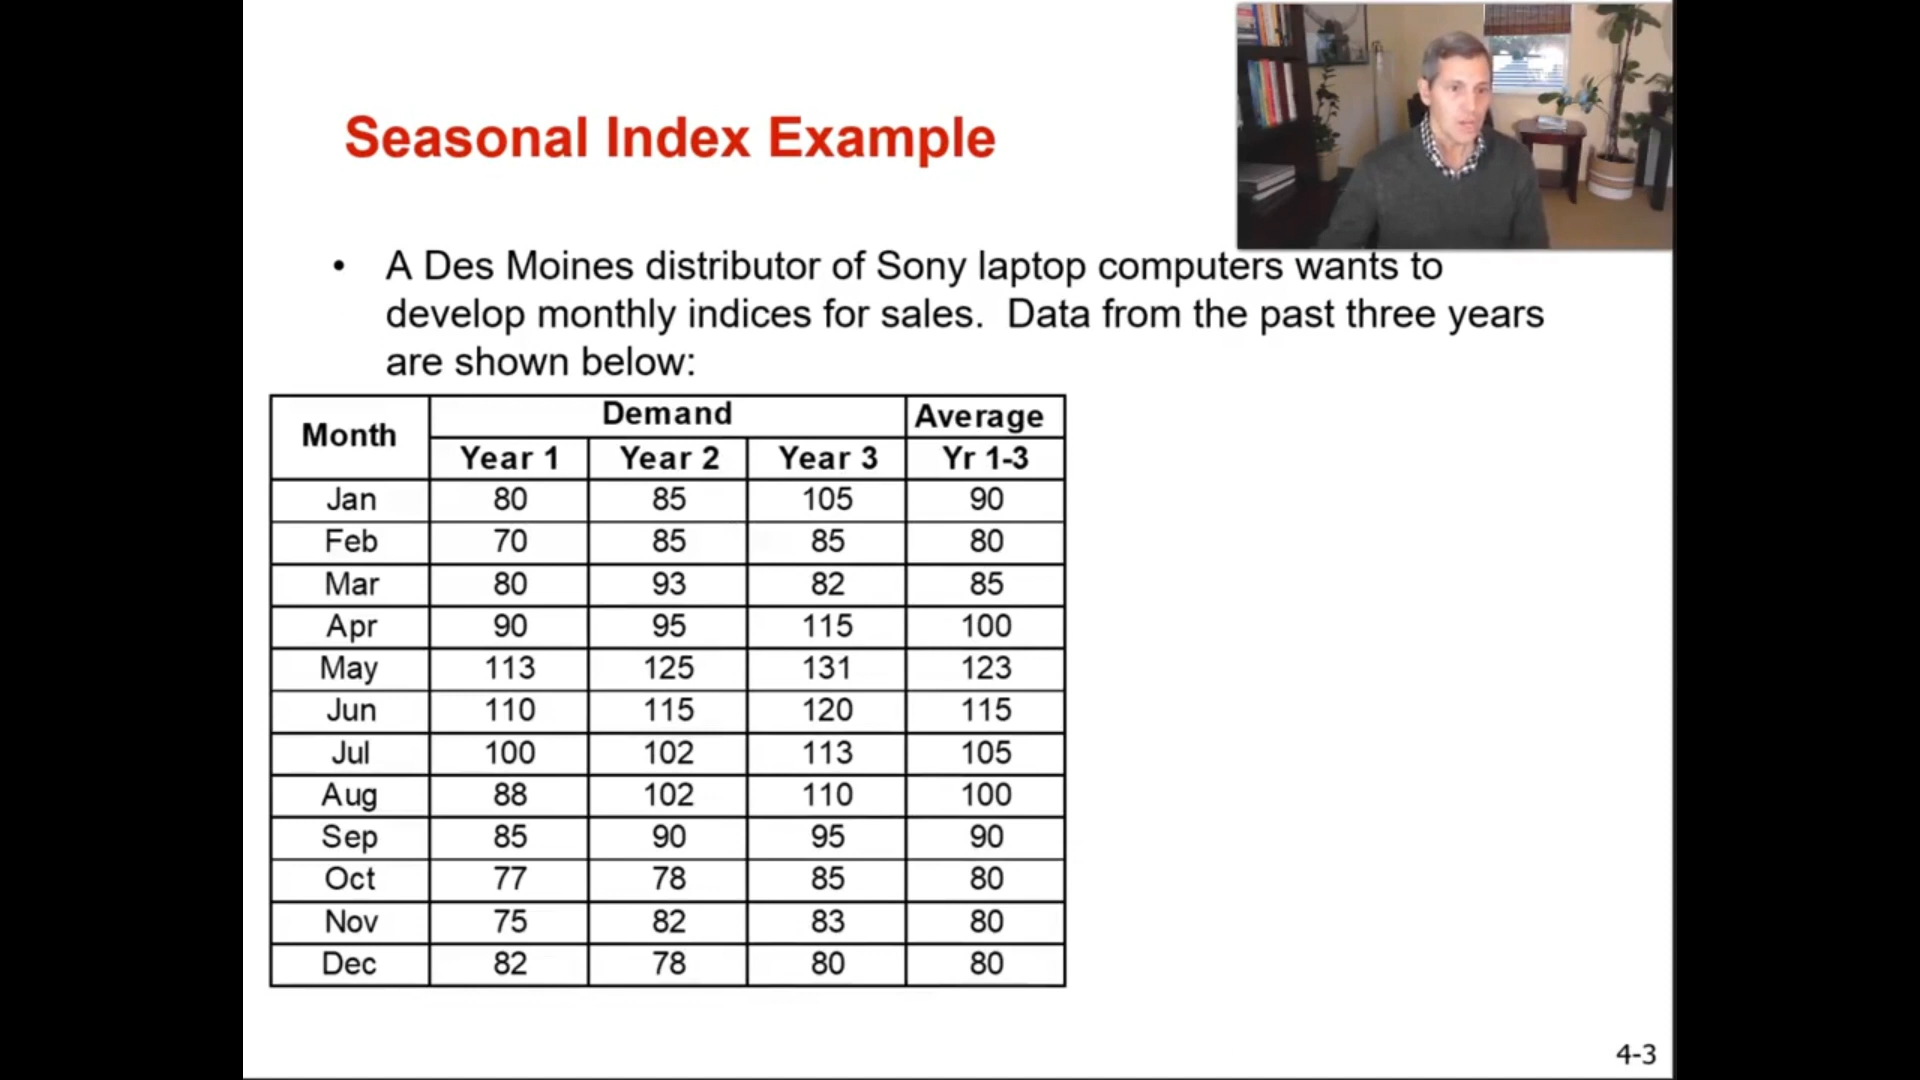 Seasonal Index Example
• A Des Moines distributor of Sony laptop computers wants to
develop monthly indices for sales. Data from the past three years
are shown below:
Month Demand Average
Year 1 Year 2 Year 3 Yr 1-3
Jan 80 85 105 90
Feb 70 85 85 80
Mar 80 93 82 85
Apr 90 95 115 100
May 113 125 131 123
Jun 110 115 120 115
Jul 100 102 113 105
Aug 88 102 110 100
Sep 85 90 95 90
Oct 77 78 85 80
Nov 75 82 83 80
Dec 82 78 80 80
4-3